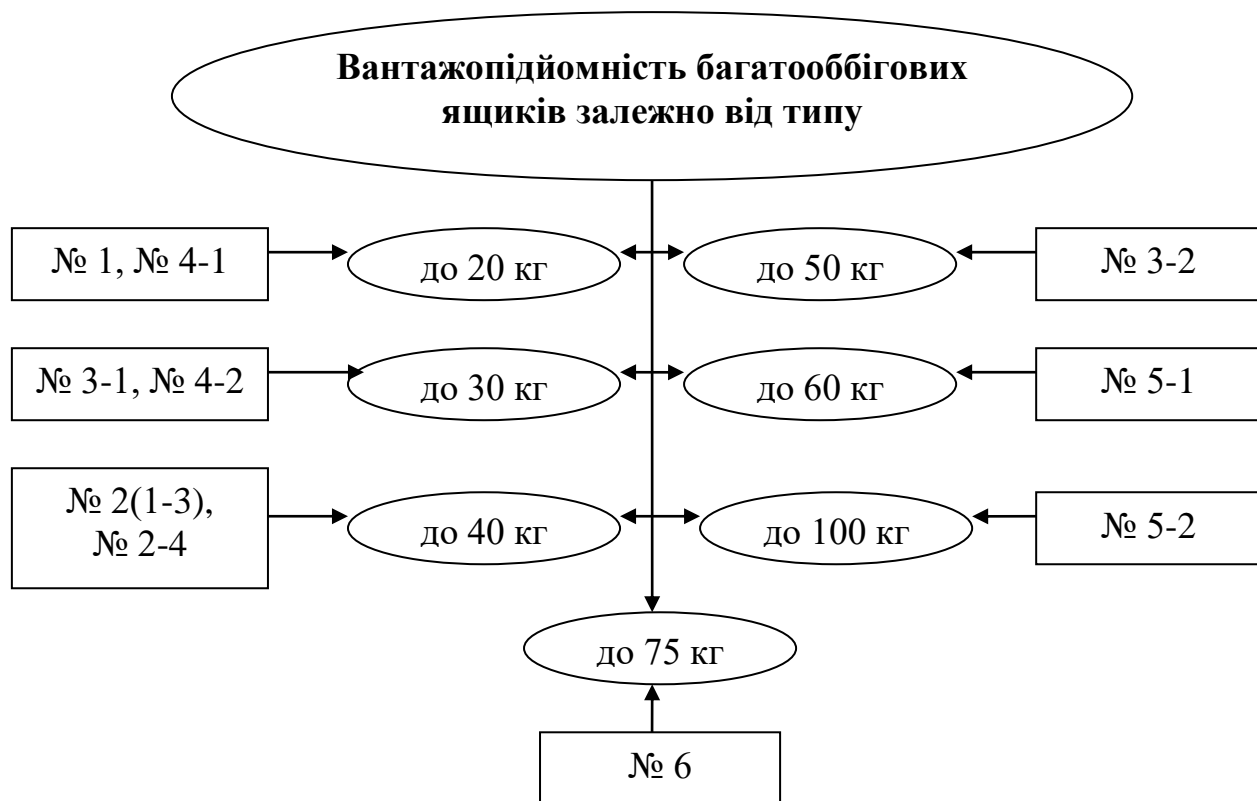 Вантажопідйомність багатооббігових
ящиків залежно від типу
№ 1, № 4-1
до 20 кг
до 50 кг
№ 3-2
№ 3-1, № 4-2
до 30 кг
до 60 кг
№ 5-1
№ 2(1-3),
№ 2-4
до 40 кг
до 100 кг
№ 5-2
до 75 кг
№ 6